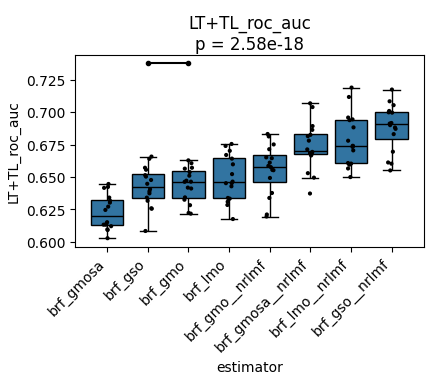 LT+TL_roc_auc
p = 2.58e-18
LT+TL_roc_auc
0.725
0.700
0.675
0.650
0.625
0.600
brf_gmosa
brf_gso
brf_gmo
brf_lmo
brf_gmo__nrlmf
brf_gmosa__nrlmf
brf_lmo__nrlmf
brf_gso__nrlmf
estimator